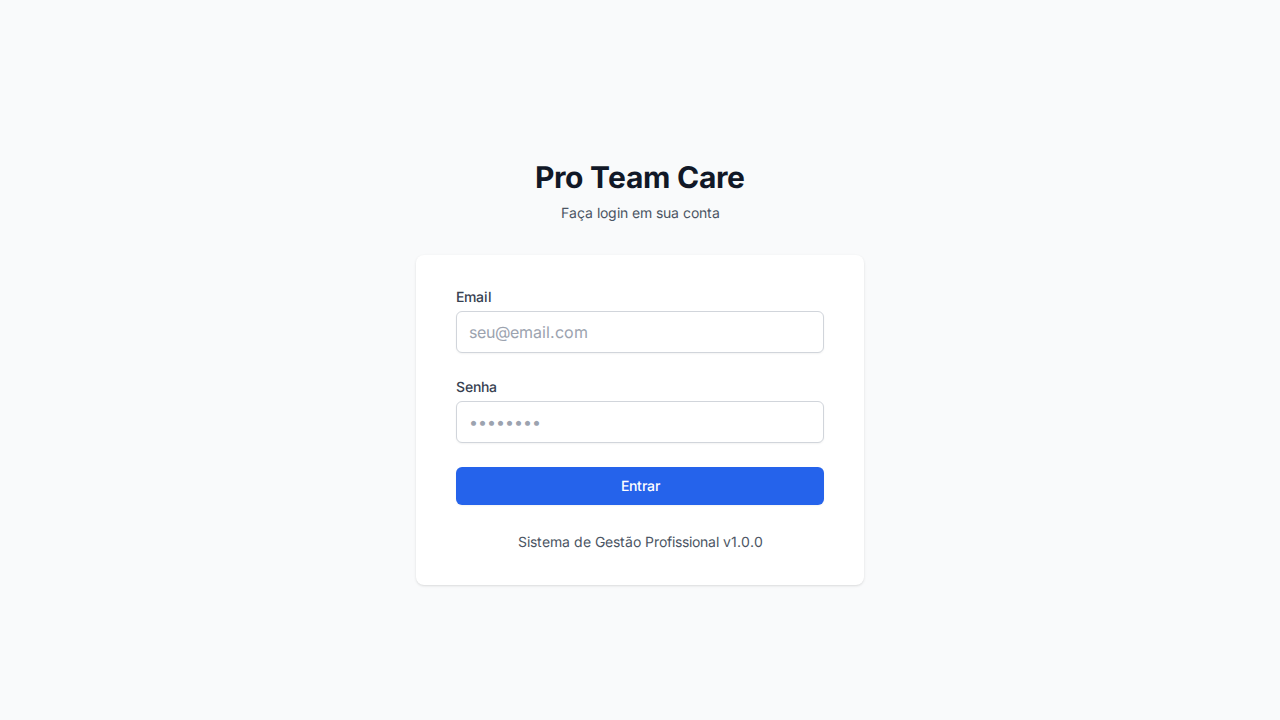 Pro Team Care
Faça login em sua conta
Email
seu@email.com
Senha
••••••••
Entrar
Sistema de Gestão Profissional v1.0.0